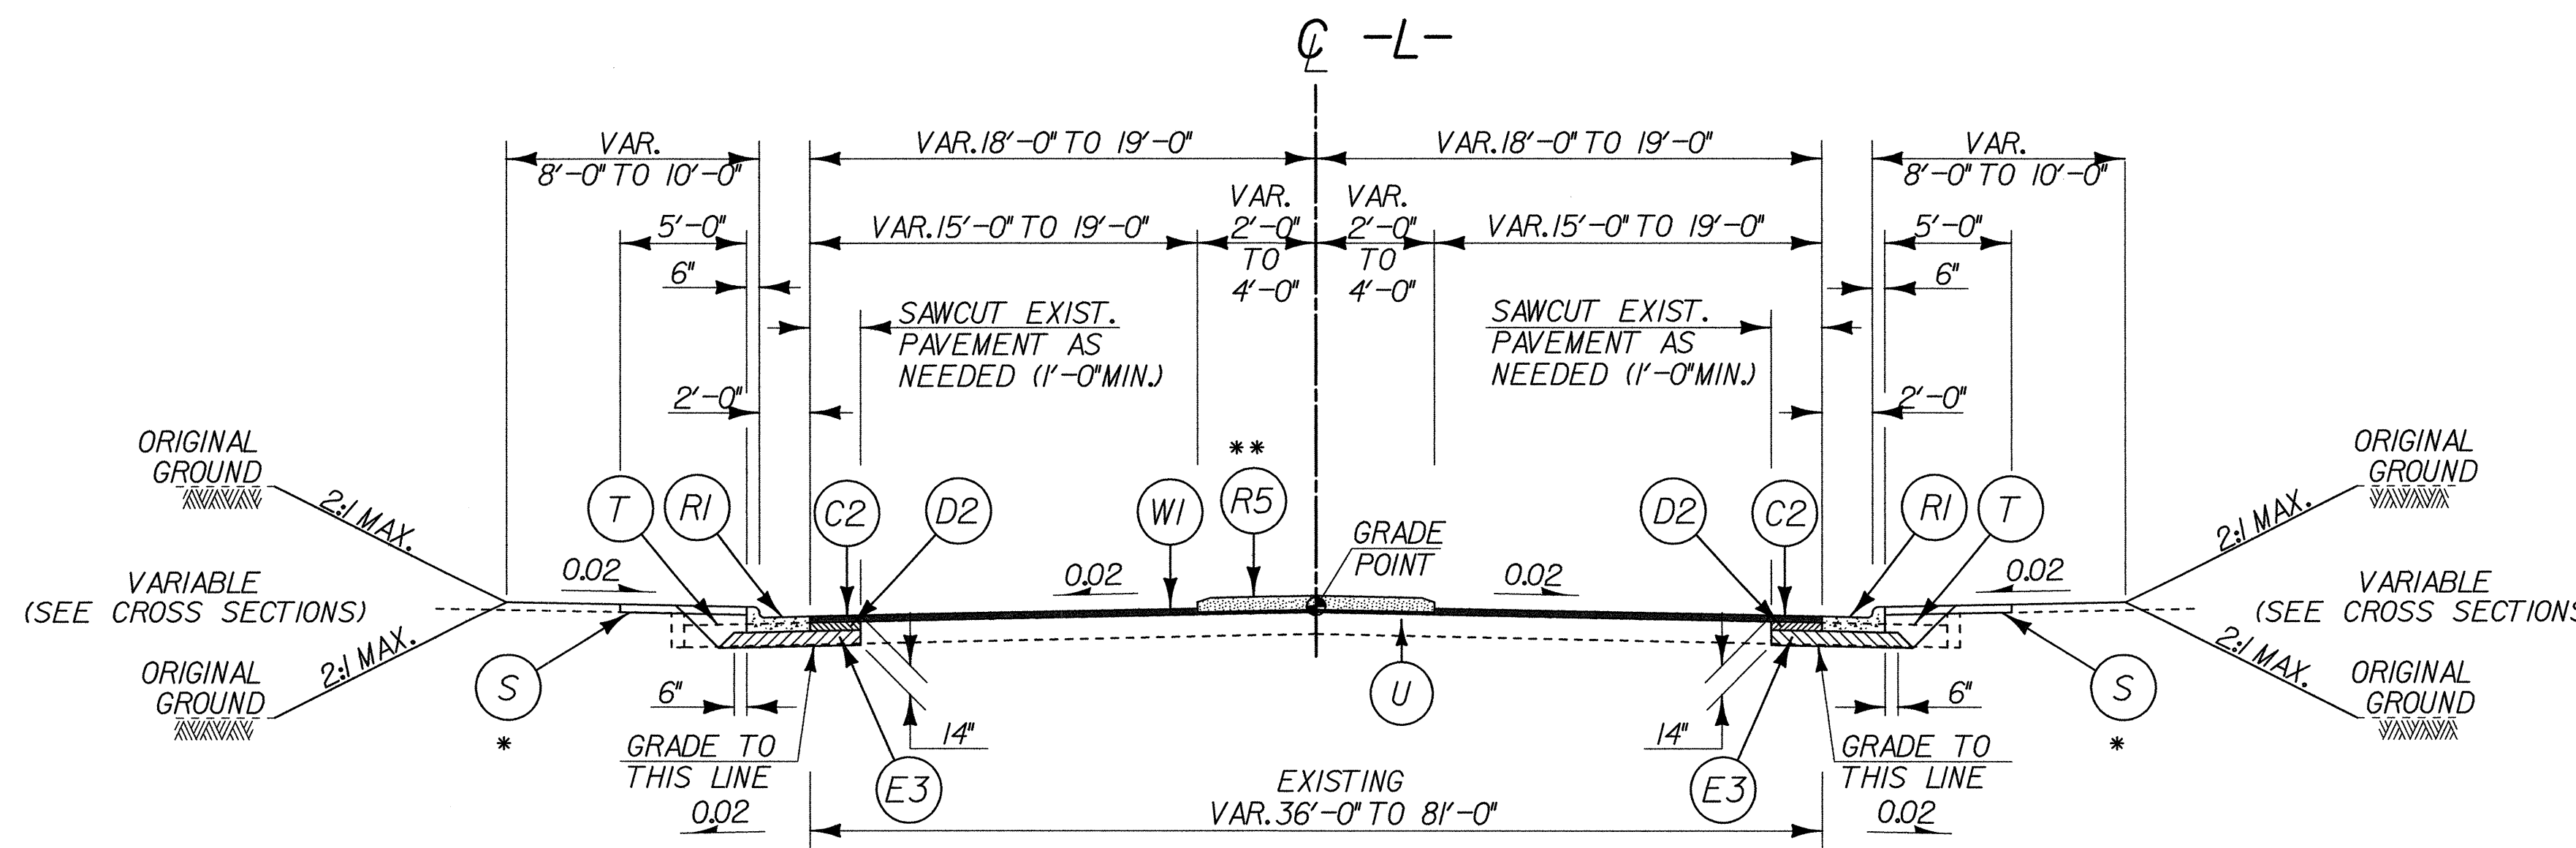 ℄ -L-
VAR.
8'-0" TO 10'-0"
VAR. 18'-0" TO 19'-0"
VAR. 18'-0" TO 19'-0"
VAR.
8'-0" TO 10'-0"
5'-0"
VAR. 15'-0" TO 19'-0"
VAR.
2'-0"
TO
4'-0"
VAR.
2'-0"
TO
4'-0"
VAR. 15'-0" TO 19'-0"
5'-0"
6"
6"
SAWCUT EXIST.
PAVEMENT AS
NEEDED (1'-0" MIN.)
SAWCUT EXIST.
PAVEMENT AS
NEEDED (1'-0" MIN.)
2'-0"
2'-0"
ORIGINAL
GROUND
2:1 MAX.
T
R1
C2
D2
W1
**
R5
GRADE
POINT
D2
C2
R1
T
2:1 MAX.
ORIGINAL
GROUND
VARIABLE
(SEE CROSS SECTIONS)
0.02
0.02
0.02
0.02
VARIABLE
(SEE CROSS SECTIONS
ORIGINAL
GROUND
2:1 MAX.
S
*
6"
14"
U
14"
6"
S
*
2:1 MAX.
ORIGINAL
GROUND
GRADE TO
THIS LINE
0.02
E3
EXISTING
VAR. 36'-0" TO 81'-0"
E3
GRADE TO
THIS LINE
0.02